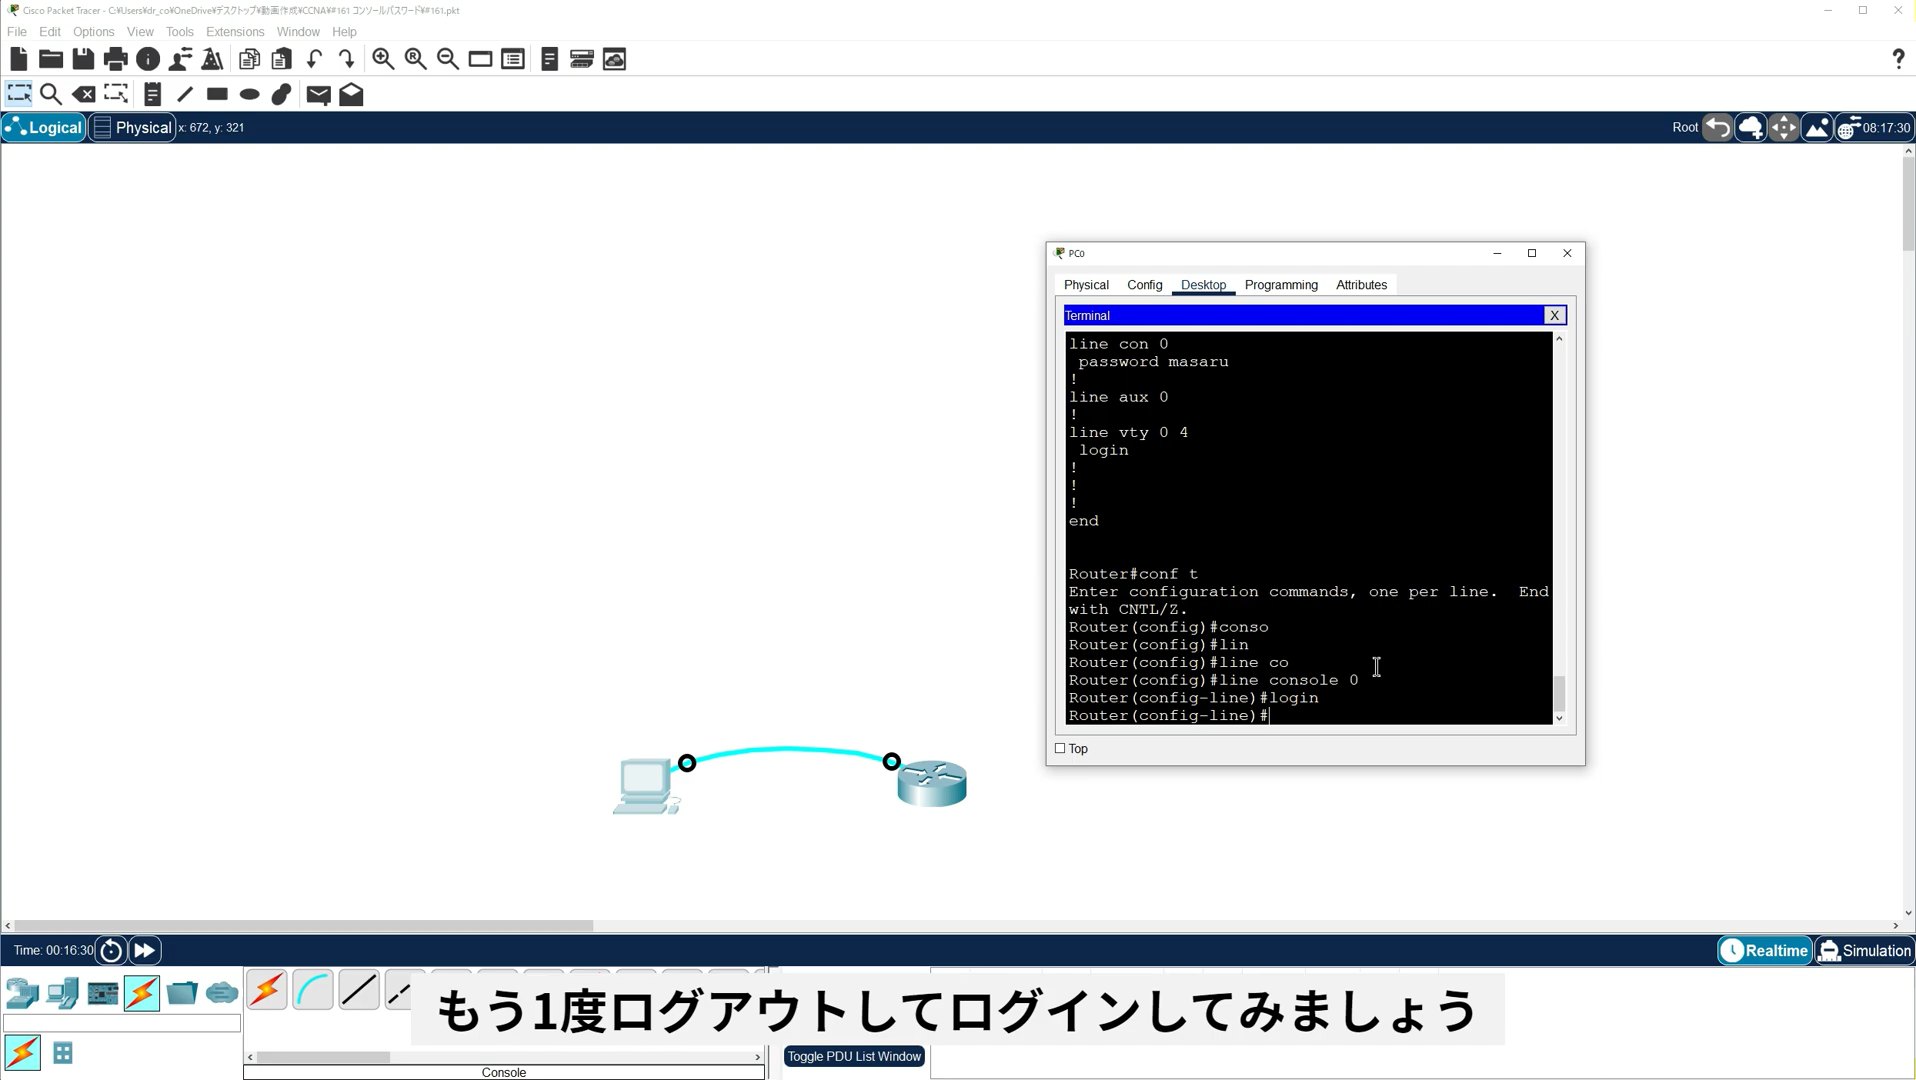 Cisco Packet Tracer - C:¥Users¥dr_co¥OneDrive¥デスクトップ¥動画作成¥CCNA¥#161 コンソールパスワード¥#161.pkt
File Edit Options View Tools Extensions Window Help
Logical Physical x: 672, y: 321 Root 08:17:30
PC0
Physical Config Desktop Programming Attributes
Terminal X
line con 0
password masaru
!
line aux 0
!
line vty 0 4
login
!
!
!
end
Router#conf t
Enter configuration commands, one per line. End
with CNTL/Z.
Router(config)#conso
Router(config)#lin
Router(config)#line co
Router(config)#line console 0
Router(config-line)#login
Router(config-line)#
Top
Time: 00:16:30 Realtime Simulation
もう1度ログアウトしてログインしてみましょう
Toggle PDU List Window
Console